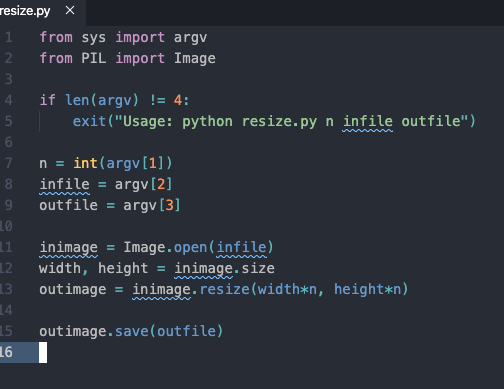 resize.py ×
1 from sys import argv
2 from PIL import Image
3
4 if len(argv) != 4:
5     exit("Usage: python resize.py n infile outfile")
6
7 n = int(argv[1])
8 infile = argv[2]
9 outfile = argv[3]
10
11 inimage = Image.open(infile)
12 width, height = inimage.size
13 outimage = inimage.resize(width*n, height*n)
14
15 outimage.save(outfile)
16